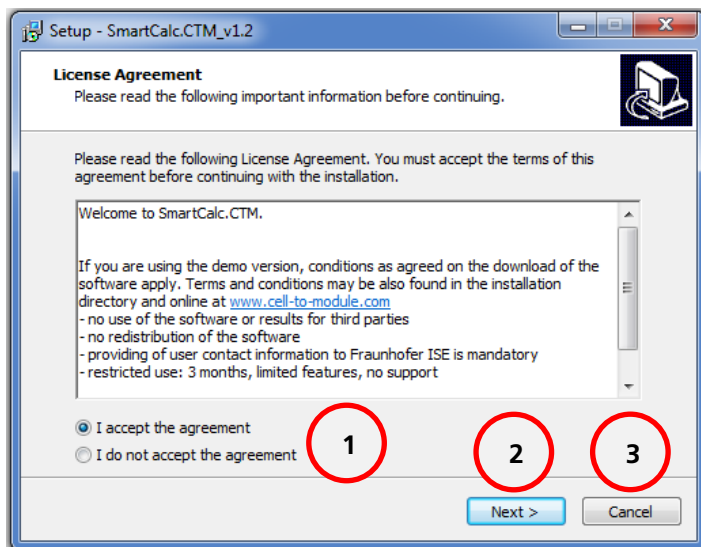 Setup - SmartCalc.CTM_v1.2
License Agreement
Please read the following important information before continuing.
Please read the following License Agreement. You must accept the terms of this
agreement before continuing with the installation.
Welcome to SmartCalc.CTM.
If you are using the demo version, conditions as agreed on the download of the
software apply. Terms and conditions may be also found in the installation
directory and online at www.cell-to-module.com
- no use of the software or results for third parties
- no redistribution of the software
- providing of user contact information to Fraunhofer ISE is mandatory
- restricted use: 3 months, limited features, no support
I accept the agreement
I do not accept the agreement
1
2
3
Next >
Cancel